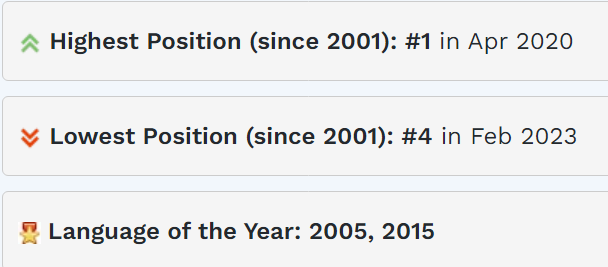 Highest Position (since 2001): #1 in Apr 2020
Lowest Position (since 2001): #4 in Feb 2023
Language of the Year: 2005, 2015